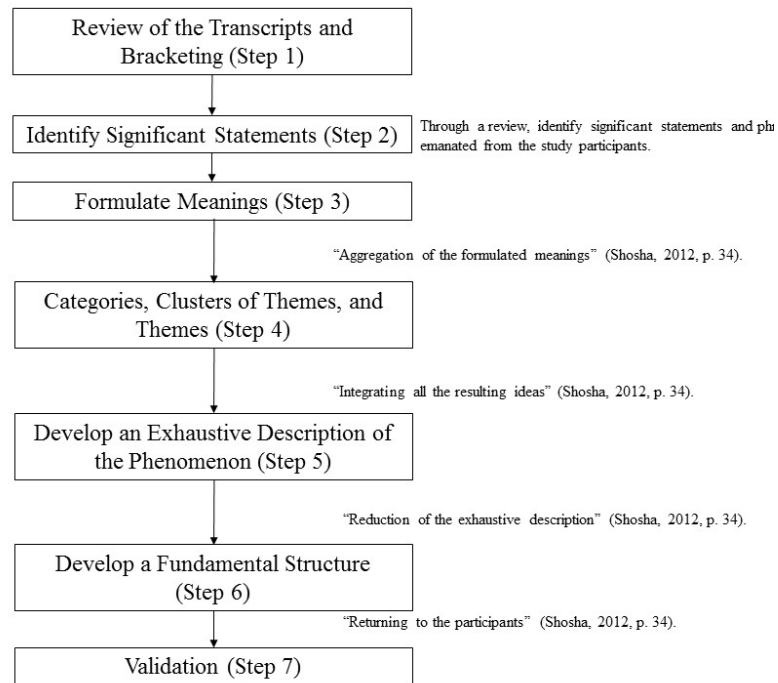 Review of the Transcripts and
Bracketing (Step 1)
Identify Significant Statements (Step 2)
Through a review, identify significant statements and
emanated from the study participants.
Formulate Meanings (Step 3)
“Aggregation of the formulated meanings” (Shosha, 2012, p. 34).
Categories, Clusters of Themes, and
Themes (Step 4)
“Integrating all the resulting ideas” (Shosha, 2012, p. 34).
Develop an Exhaustive Description of
the Phenomenon (Step 5)
“Reduction of the exhaustive description” (Shosha, 2012, p. 34).
Develop a Fundamental Structure
(Step 6)
“Returning to the participants” (Shosha, 2012, p. 34).
Validation (Step 7)